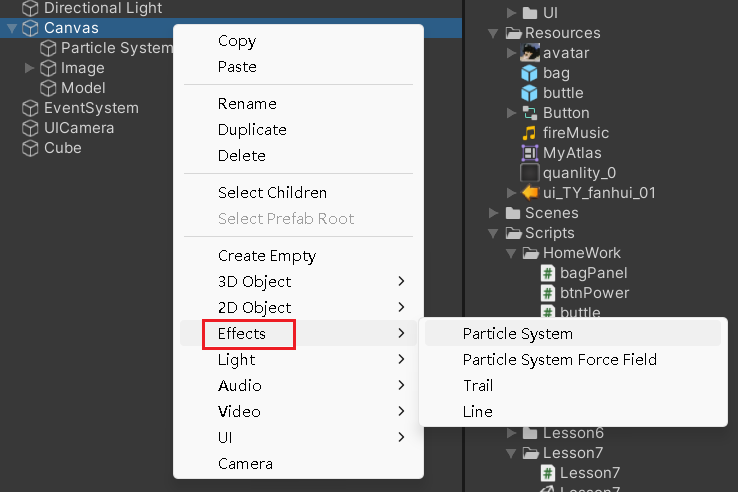 Directional Light
Canvas
Particle System
Image
Model
EventSystem
UICamera
Cube
Copy
Paste
Rename
Duplicate
Delete
Select Children
Select Prefab Root
Create Empty
3D Object
2D Object
Effects
Light
Audio
Video
UI
Camera
Particle System
Particle System Force Field
Trail
Line
UI
Resources
avatar
bag
buttle
Button
fireMusic
MyAtlas
quanlity_0
ui_TY_fanhui_01
Scenes
Scripts
HomeWork
bagPanel
btnPower
buttle
Lesson6
Lesson7
Lesson7
Lesson7